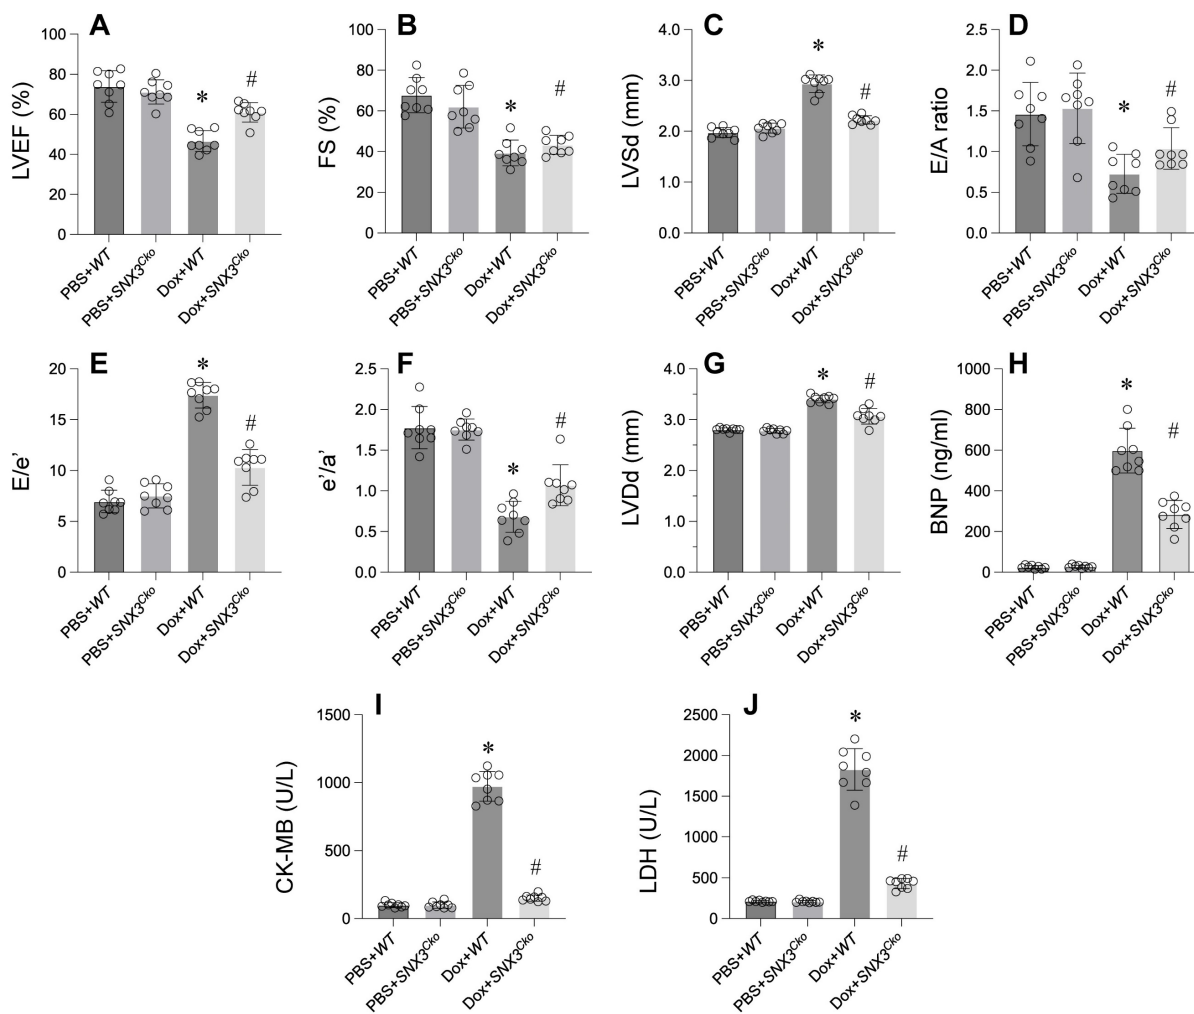 A
LVEF (%)
100
80
60
40
20
0
*
#
PBS+WT
PBS+SNX3Cko
Dox+WT
Dox+SNX3Cko
B
FS (%)
100
80
60
40
20
0
*
#
PBS+WT
PBS+SNX3Cko
Dox+WT
Dox+SNX3Cko
C
LVSd (mm)
4.0
3.0
2.0
1.0
0.0
*
#
PBS+WT
PBS+SNX3Cko
Dox+WT
Dox+SNX3Cko
D
E/A ratio
2.5
2.0
1.5
1.0
0.5
0.0
*
#
PBS+WT
PBS+SNX3Cko
Dox+WT
Dox+SNX3Cko
E
E/e’
20
15
10
5
0
*
#
PBS+WT
PBS+SNX3Cko
Dox+WT
Dox+SNX3Cko
F
e’/a’
2.5
2.0
1.5
1.0
0.5
0.0
*
#
PBS+WT
PBS+SNX3Cko
Dox+WT
Dox+SNX3Cko
G
LVDd (mm)
4.0
3.0
2.0
1.0
0.0
*
#
PBS+WT
PBS+SNX3Cko
Dox+WT
Dox+SNX3Cko
H
BNP (ng/ml)
1000
800
600
400
200
0
*
#
PBS+WT
PBS+SNX3Cko
Dox+WT
Dox+SNX3Cko
I
CK-MB (U/L)
1500
1000
500
0
*
#
PBS+WT
PBS+SNX3Cko
Dox+WT
Dox+SNX3Cko
J
LDH (U/L)
2500
2000
1500
1000
500
0
*
#
PBS+WT
PBS+SNX3Cko
Dox+WT
Dox+SNX3Cko